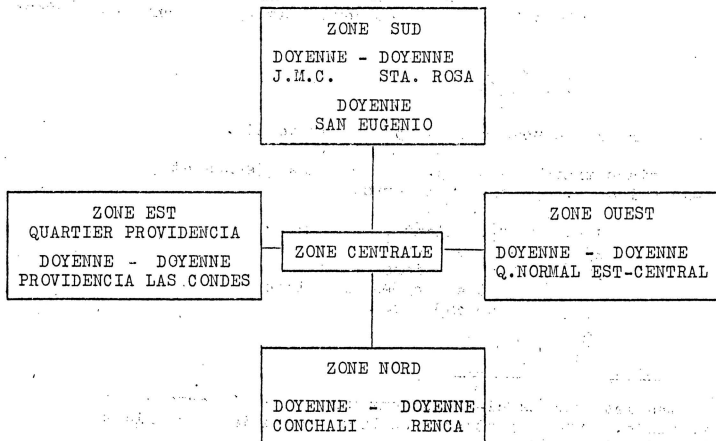 ZONE SUD
DOYENNE - DOYENNE
J.M.C. STA. ROSA
DOYENNE
SAN EUGENIO
ZONE EST
QUARTIER PROVIDENCIA
DOYENNE - DOYENNE
PROVIDENCIA LAS CONDES
ZONE CENTRALE
ZONE OUEST
DOYENNE - DOYENNE
Q.NORMAL EST-CENTRAL
ZONE NORD
DOYENNE - DOYENNE
CONCHALI RENCA